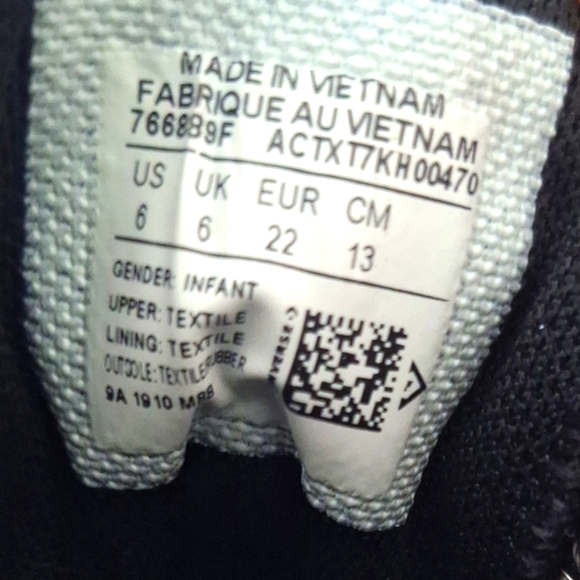 MADE IN VIETNAM
FABRIQUE AU VIETNAM
766889F ACTXT7KH00470
US UK EUR CM
6 6 22 13
GENDER: INFANT
UPPER: TEXTILE
LINING: TEXTILE
OUTSOLE: TEXTILE/RUBBER
9A 1910